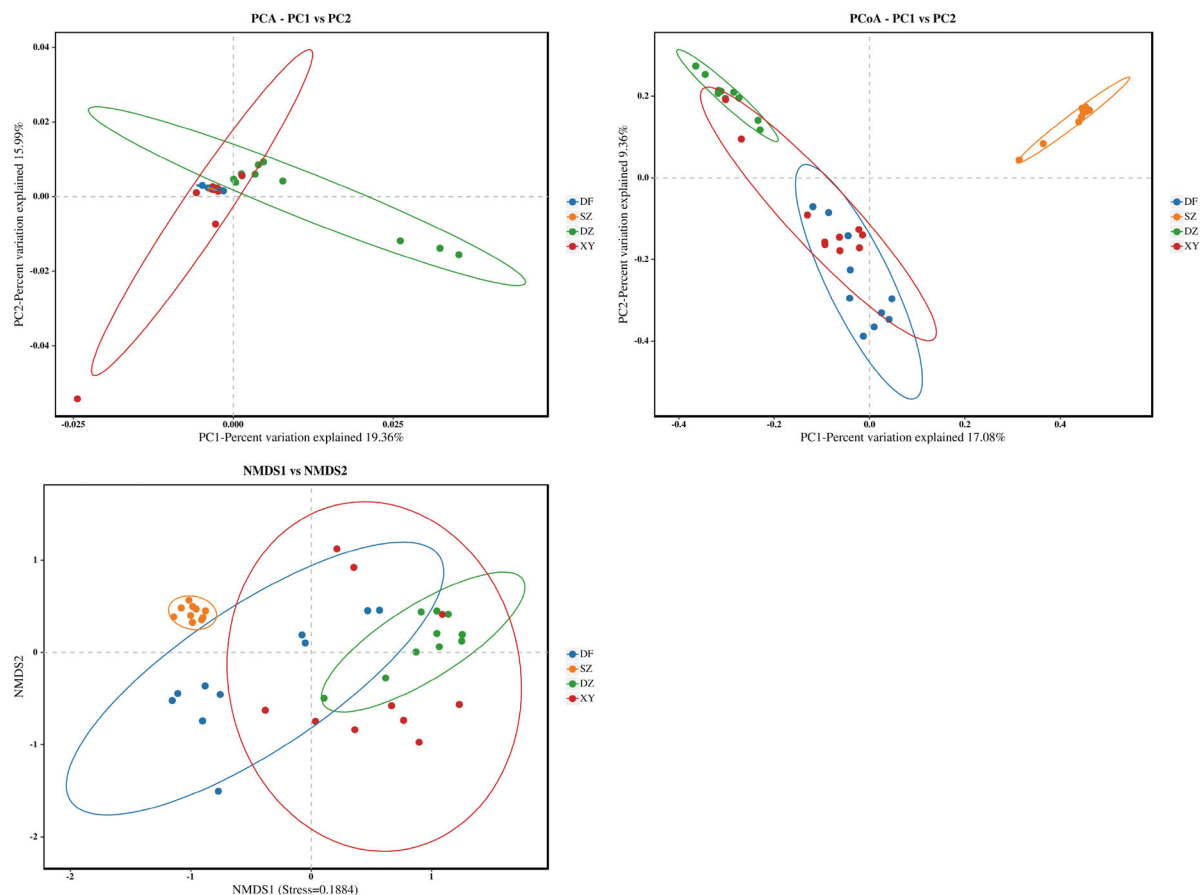 PCA - PC1 vs PC2
0.04
0.02
0.00
-0.02
-0.04
PC2-Percent variation explained 15.99%
-0.025
0.000
0.025
PC1-Percent variation explained 19.36%
DF
SZ
DZ
XY
PCoA - PC1 vs PC2
0.2
0.0
-0.2
-0.4
PC2-Percent variation explained 9.36%
-0.4
-0.2
0.0
0.2
0.4
PC1-Percent variation explained 17.08%
DF
SZ
DZ
XY
NMDS1 vs NMDS2
1
0
-1
-2
NMDS2
-2
-1
0
1
NMDS1 (Stress=0.1884)
DF
SZ
DZ
XY